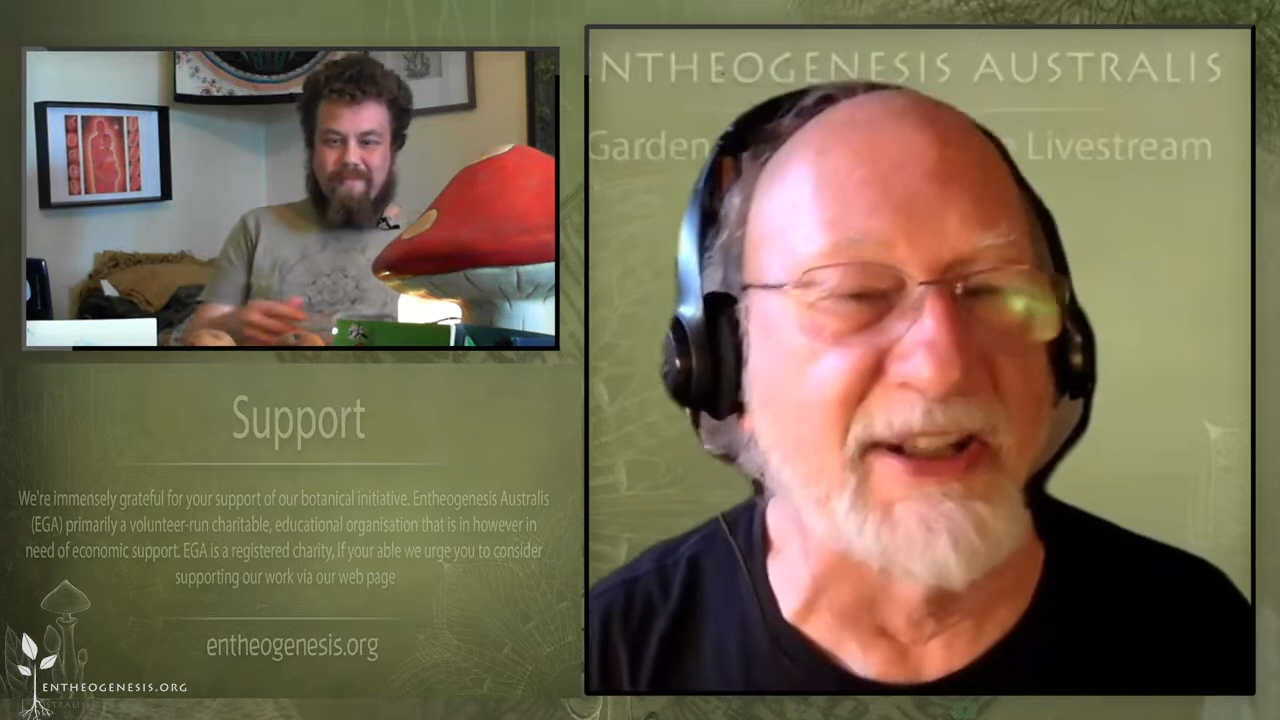 NTHEOGENESIS AUSTRALIS
Garden
Livestream
Support
We're immensely grateful for your support of our botanical initiative. Entheogenesis Australis
(EGA) primarily a volunteer-run charitable, educational organisation that is in however in
need of economic support. EGA is a registered charity, If your able we urge you to consider
supporting our work via our web page
entheogenesis.org
ENTHEOGENESIS.ORG